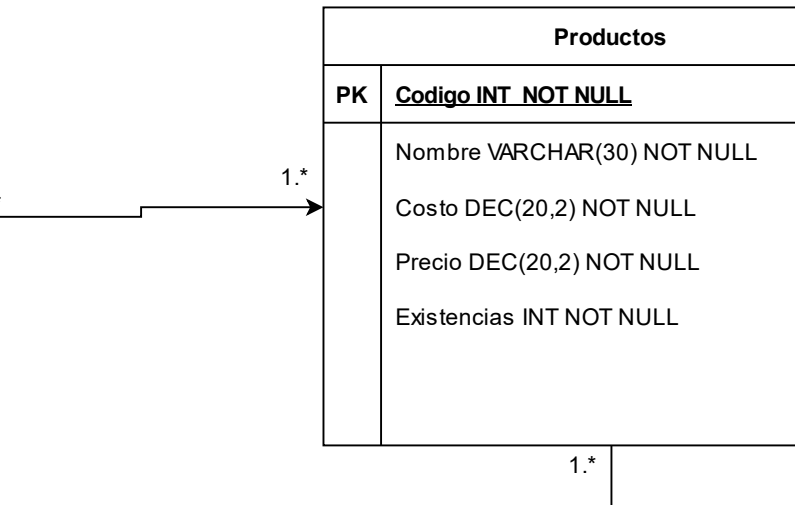 Productos
PK Codigo INT NOT NULL
Nombre VARCHAR(30) NOT NULL
1.*
Costo DEC(20,2) NOT NULL
Precio DEC(20,2) NOT NULL
Existencias INT NOT NULL
1.*